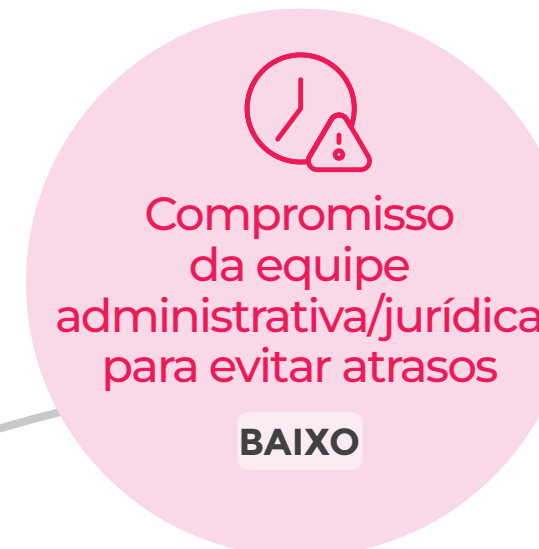 Compromisso
da equipe
administrativa/jurídica
para evitar atrasos
BAIXO